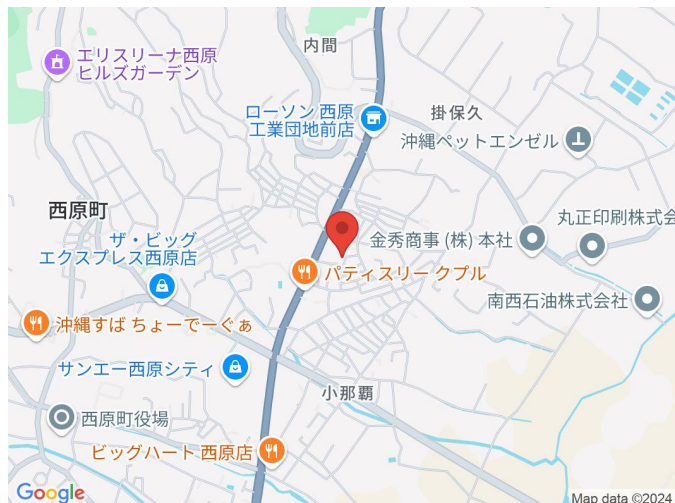 内間
エリスリーナ西原
ヒルズガーデン
ローソン 西原
工業団地前店
掛保久
沖縄ペットエンゼル
西原町
ザ・ビッグ
エクスプレス西原店
金秀商事 (株) 本社
丸正印刷株式会
パティスリー クプル
南西石油株式会社
沖縄すば ちょーでーぐぁ
サンエー西原シティ
小那覇
西原町役場
ビッグハート 西原店
Google
Map data ©2024